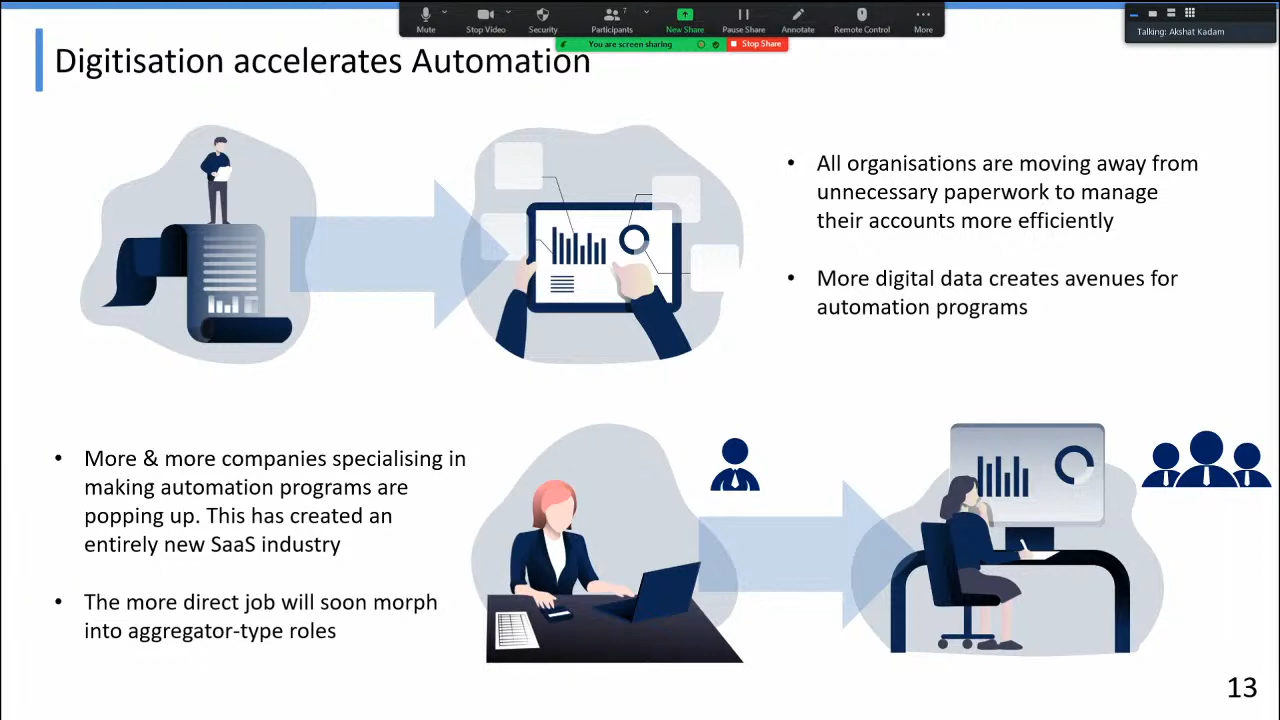 Mute
Stop Video
Security
7
Participants
New Share
Pause Share
Annotate
Remote Control
More
You are screen sharing
Stop Share
Talking: Akshat Kadam
Digitisation accelerates Automation
• All organisations are moving away from
unnecessary paperwork to manage
their accounts more efficiently
• More digital data creates avenues for
automation programs
• More & more companies specialising in
making automation programs are
popping up. This has created an
entirely new SaaS industry
• The more direct job will soon morph
into aggregator-type roles
13